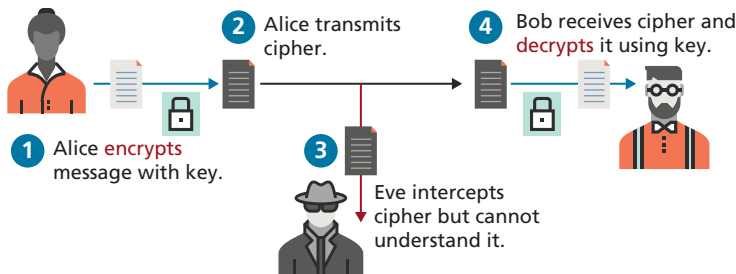 1 Alice encrypts
message with key.
2 Alice transmits
cipher.
3
Eve intercepts
cipher but cannot
understand it.
4 Bob receives cipher and
decrypts it using key.